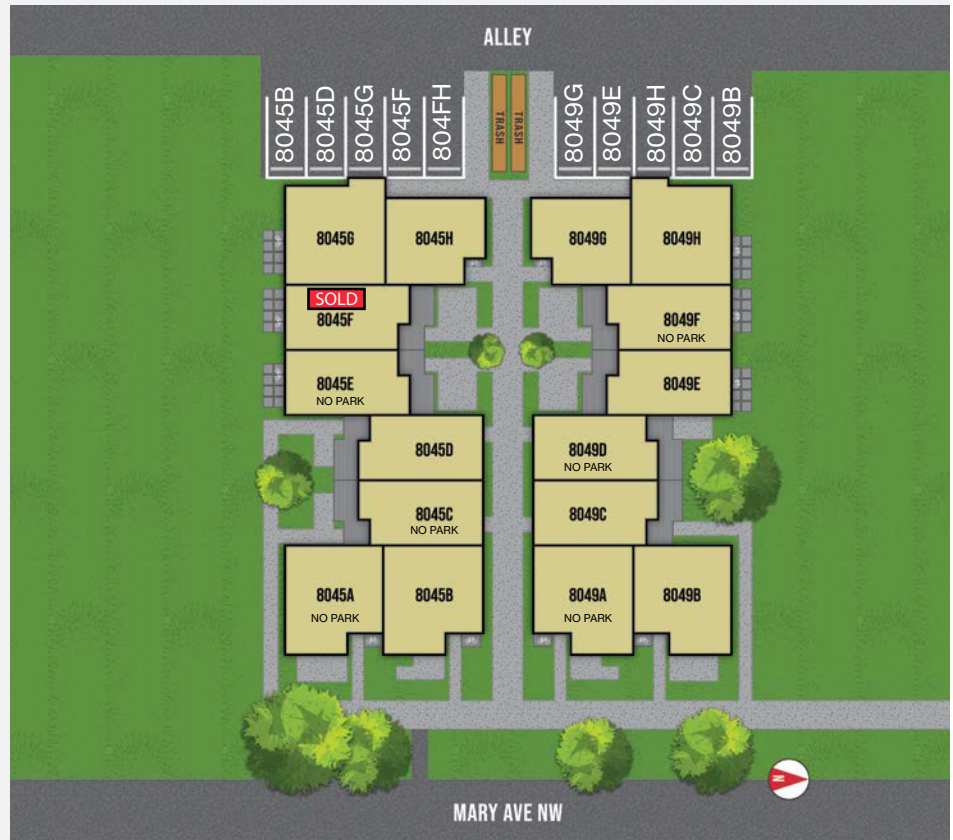 ALLEY
8045B
8045D
8045G
8045F
804FH
TRASH
TRASH
8049G
8049E
8049H
8049C
8049B
8045G
8045H
8049G
8049H
SOLD
8045F
8049F
NO PARK
8045E
NO PARK
8049E
8045D
8049D
NO PARK
8045C
NO PARK
8049C
8045A
NO PARK
8045B
8049A
NO PARK
8049B
N
MARY AVE NW